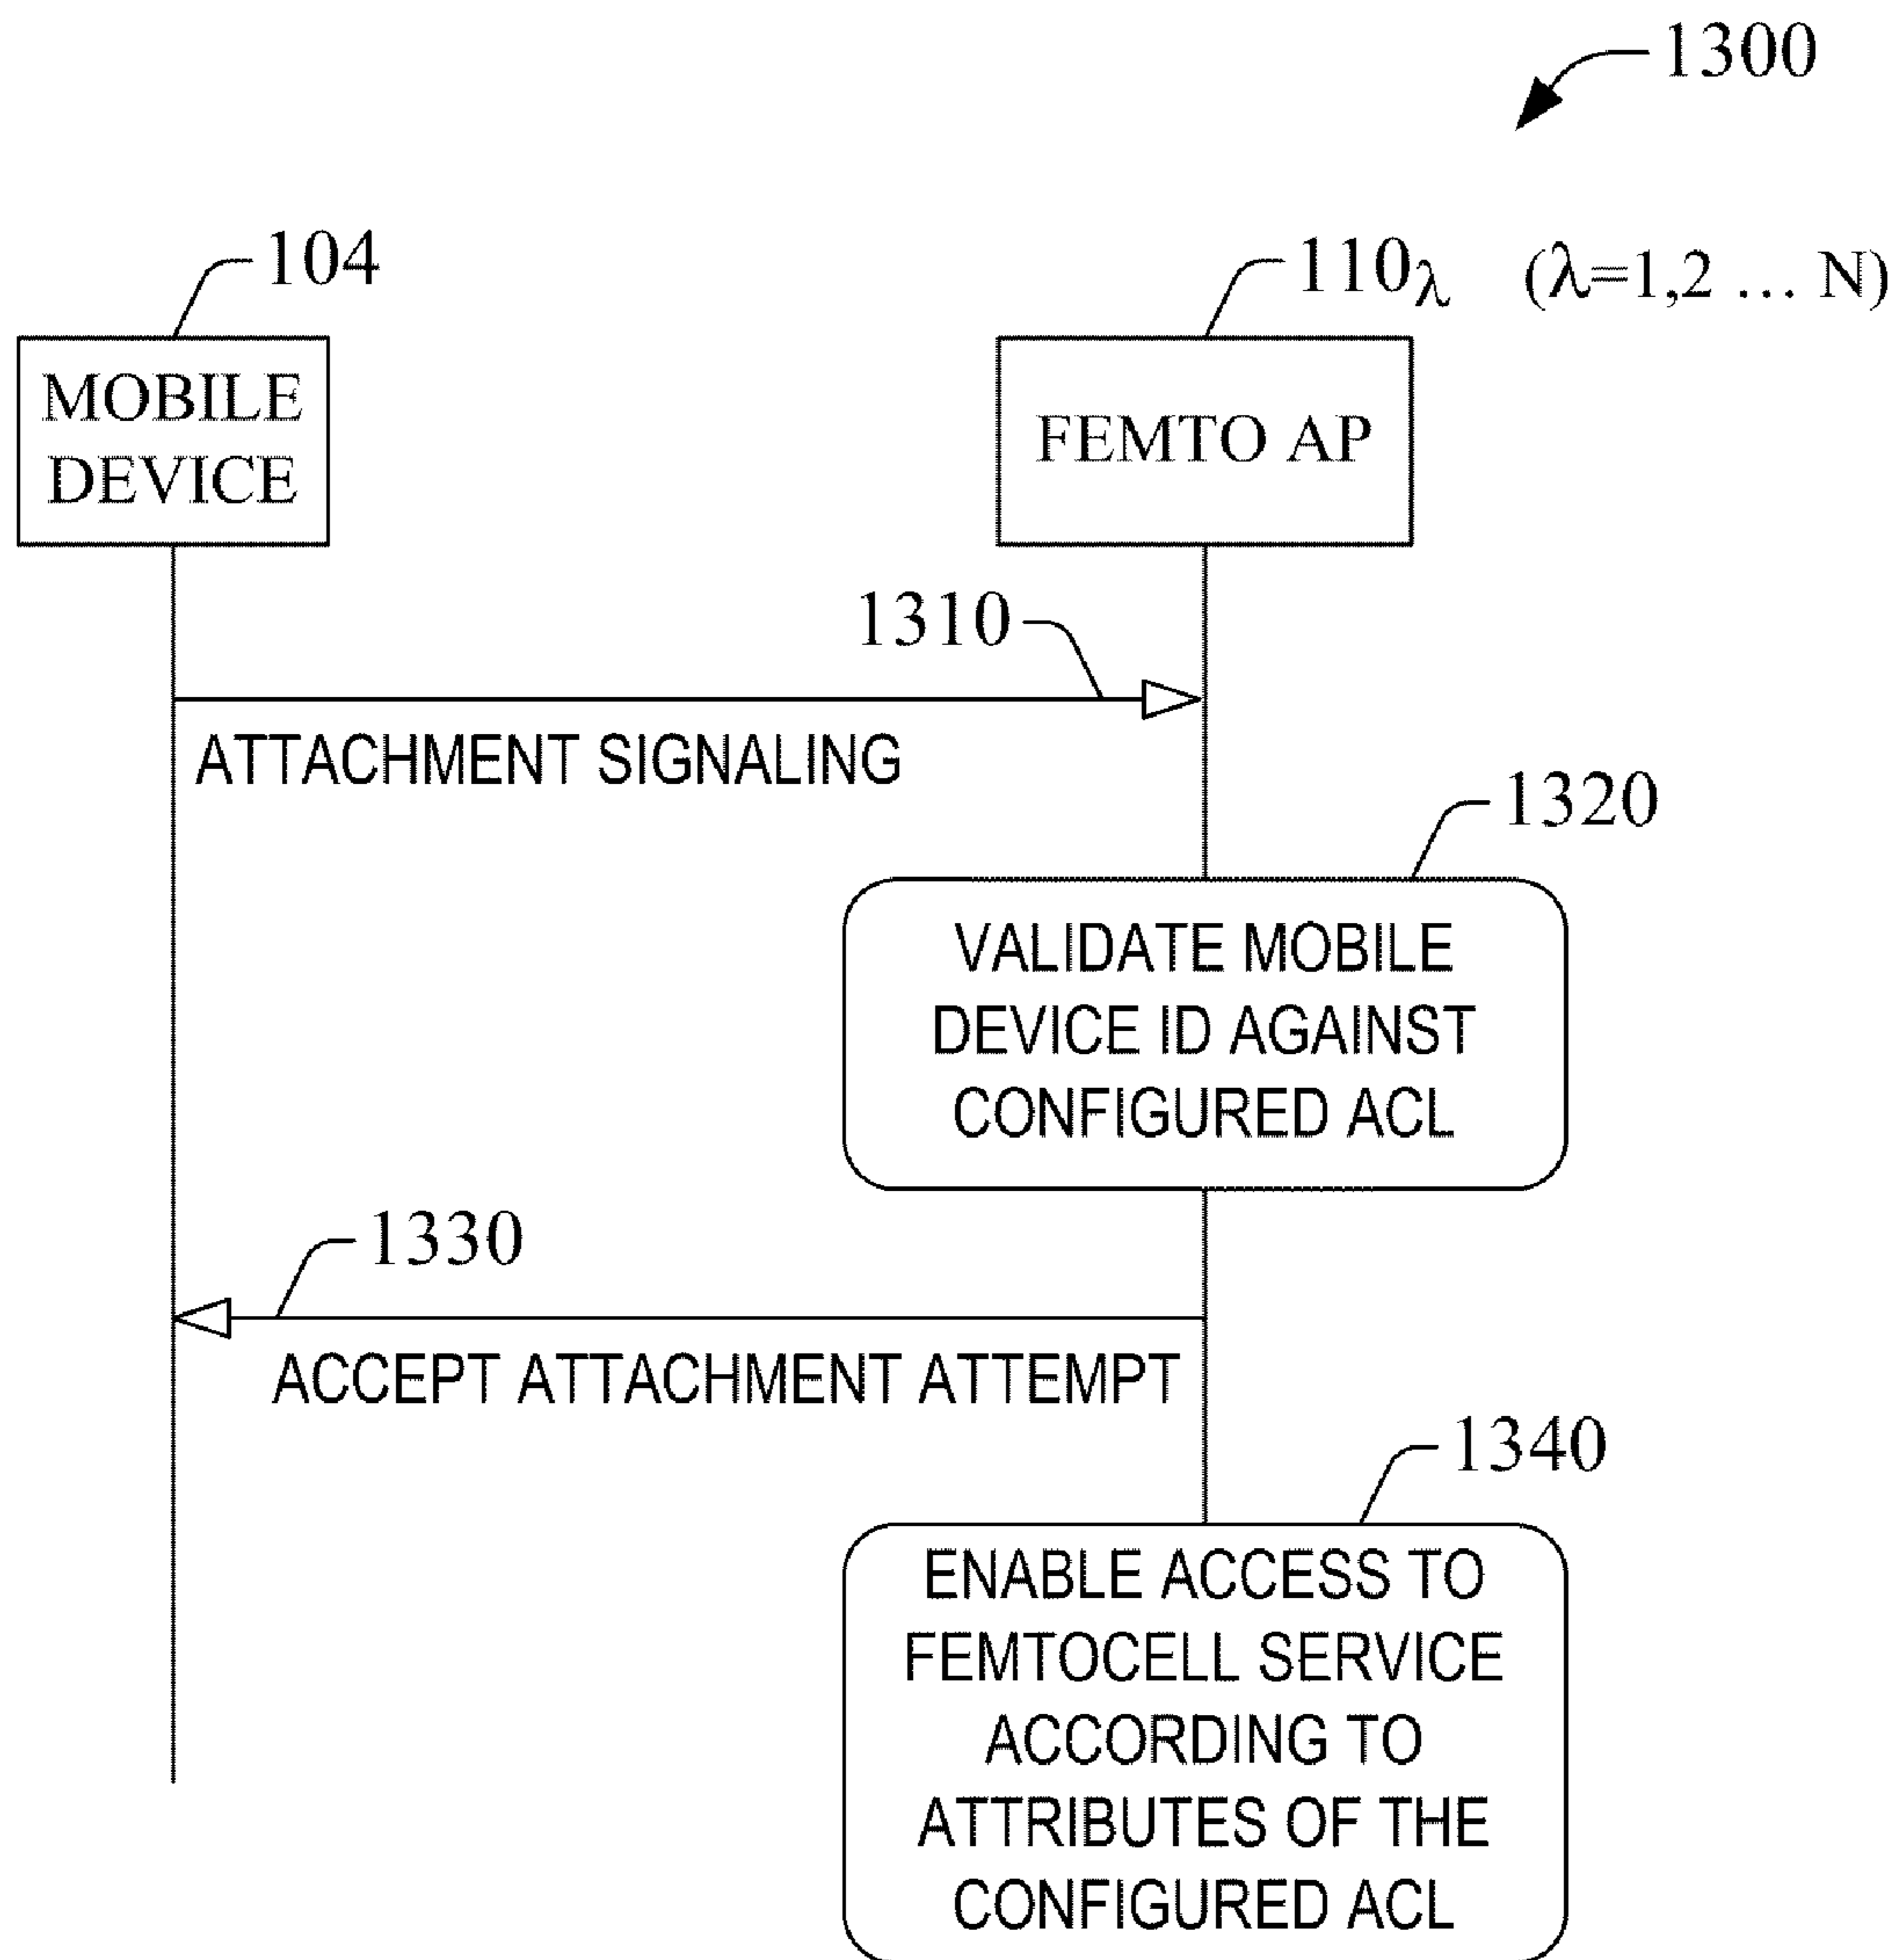 1300
104
110λ (λ=1,2 ... N)
MOBILE
DEVICE
FEMTO AP
1310
ATTACHMENT SIGNALING
1320
VALIDATE MOBILE
DEVICE ID AGAINST
CONFIGURED ACL
1330
ACCEPT ATTACHMENT ATTEMPT
1340
ENABLE ACCESS TO
FEMTOCELL SERVICE
ACCORDING TO
ATTRIBUTES OF THE
CONFIGURED ACL